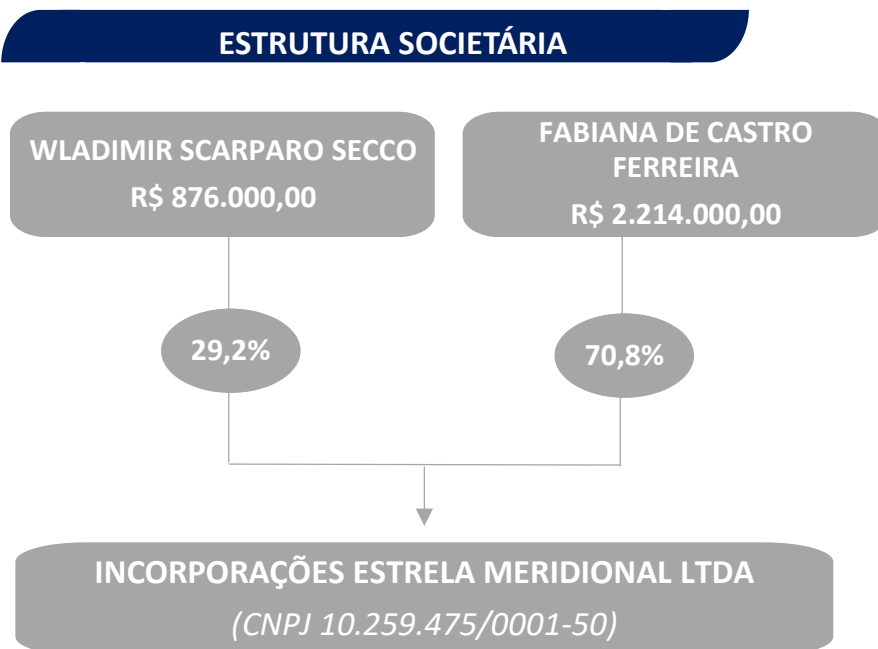 ESTRUTURA SOCIETÁRIA
WLADIMIR SCARPARO SECCO
R$ 876.000,00
FABIANA DE CASTRO
FERREIRA
R$ 2.214.000,00
29,2%
70,8%
INCORPORAÇÕES ESTRELA MERIDIONAL LTDA
(CNPJ 10.259.475/0001-50)